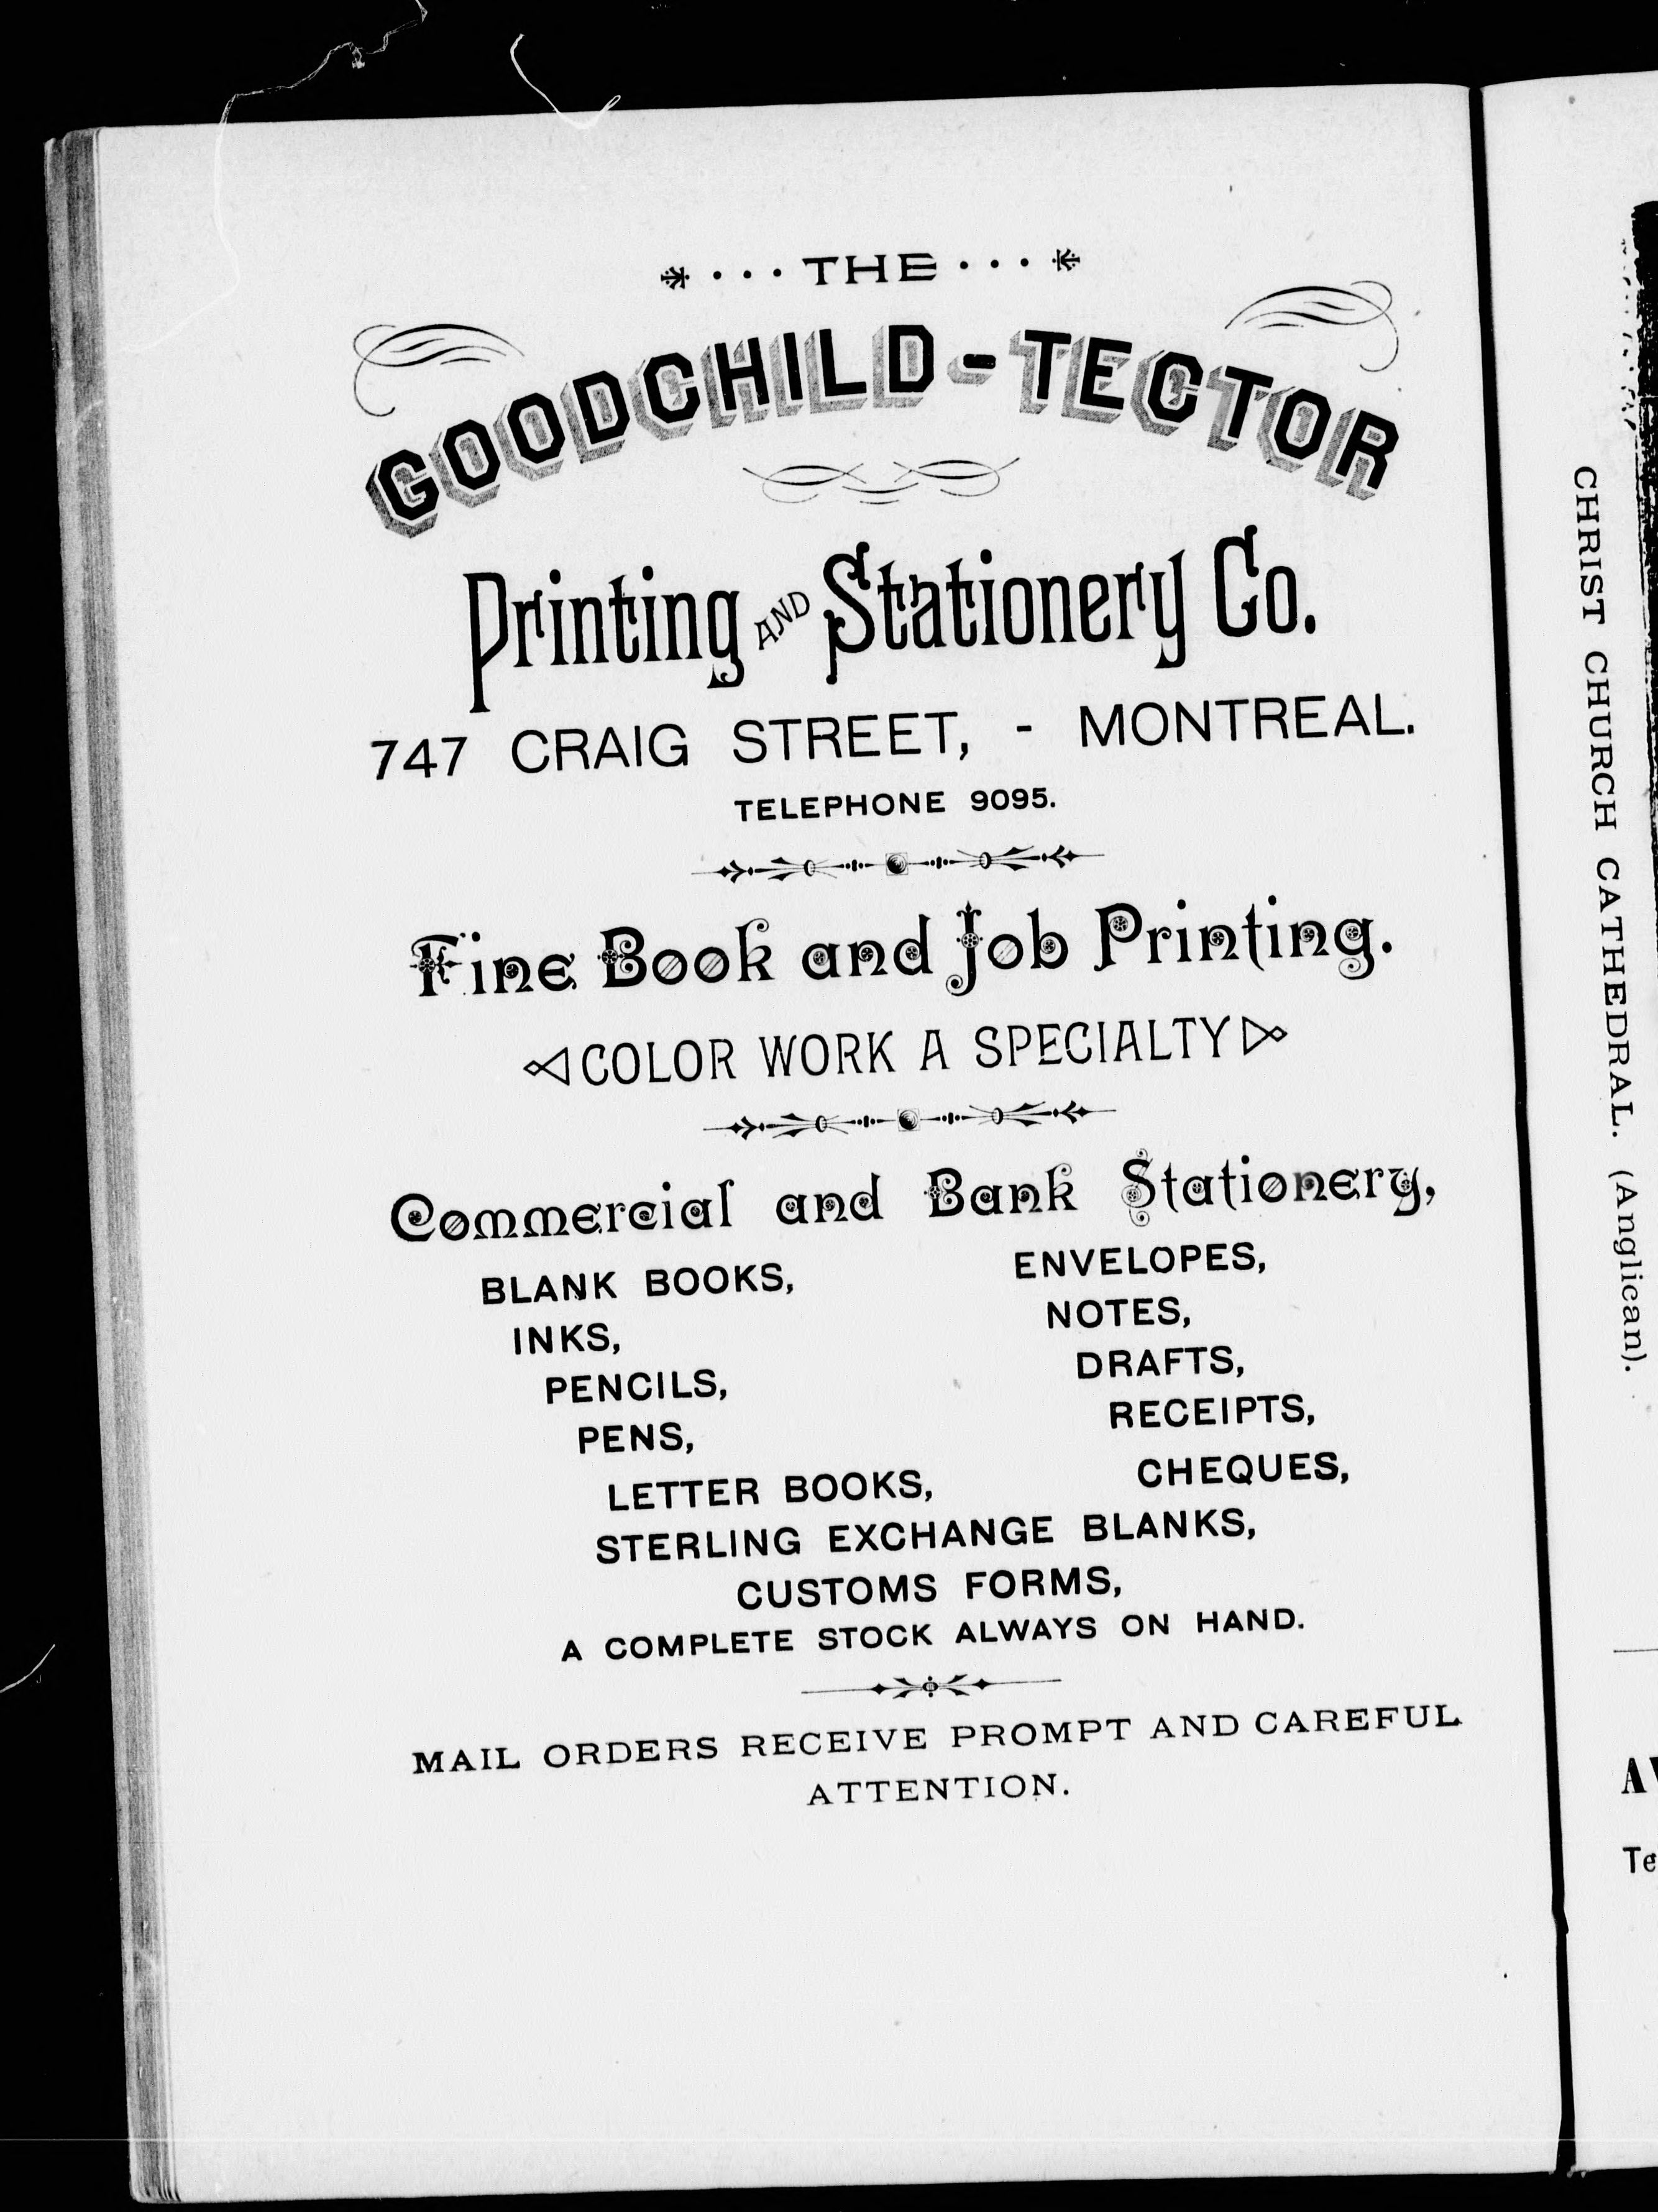 THE
GOODCHILD-TECTOR
Printing AND Stationery Co.
747 CRAIG STREET, - MONTREAL.
TELEPHONE 9095.
Fine Book and Job Printing.
COLOR WORK A SPECIALTY
Commercial and Bank Stationery,
BLANK BOOKS,
INKS,
PENCILS,
PENS,
LETTER BOOKS,
ENVELOPES,
NOTES,
DRAFTS,
RECEIPTS,
CHEQUES,
STERLING EXCHANGE BLANKS,
CUSTOMS FORMS,
A COMPLETE STOCK ALWAYS ON HAND.
MAIL ORDERS RECEIVE PROMPT AND CAREFUL
ATTENTION.
CHRIST CHURCH CATHEDRAL. (Anglican).